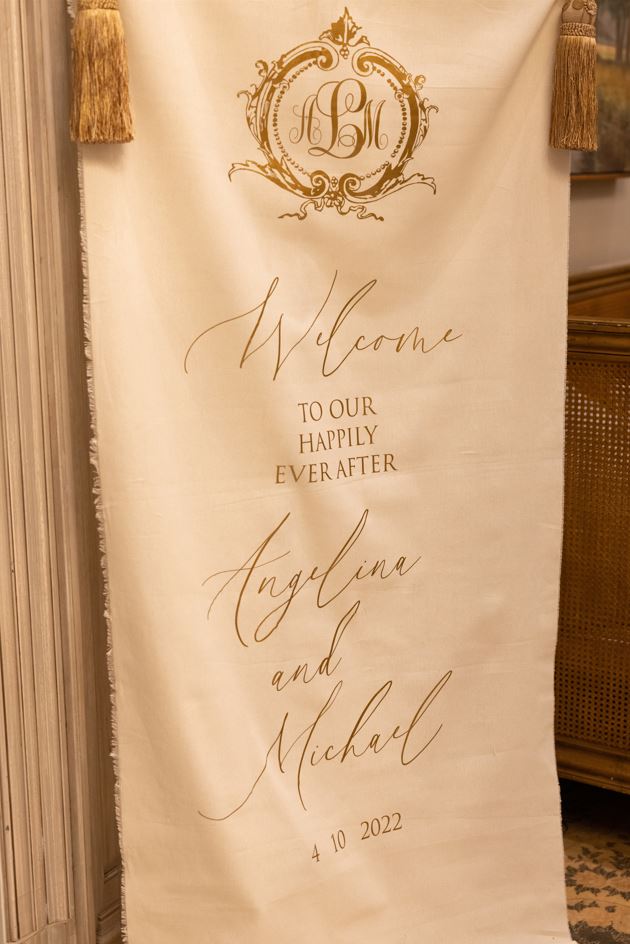 ALM
Welcome
TO OUR
HAPPILY
EVER AFTER
Angelina
and
Michael
4 10 2022